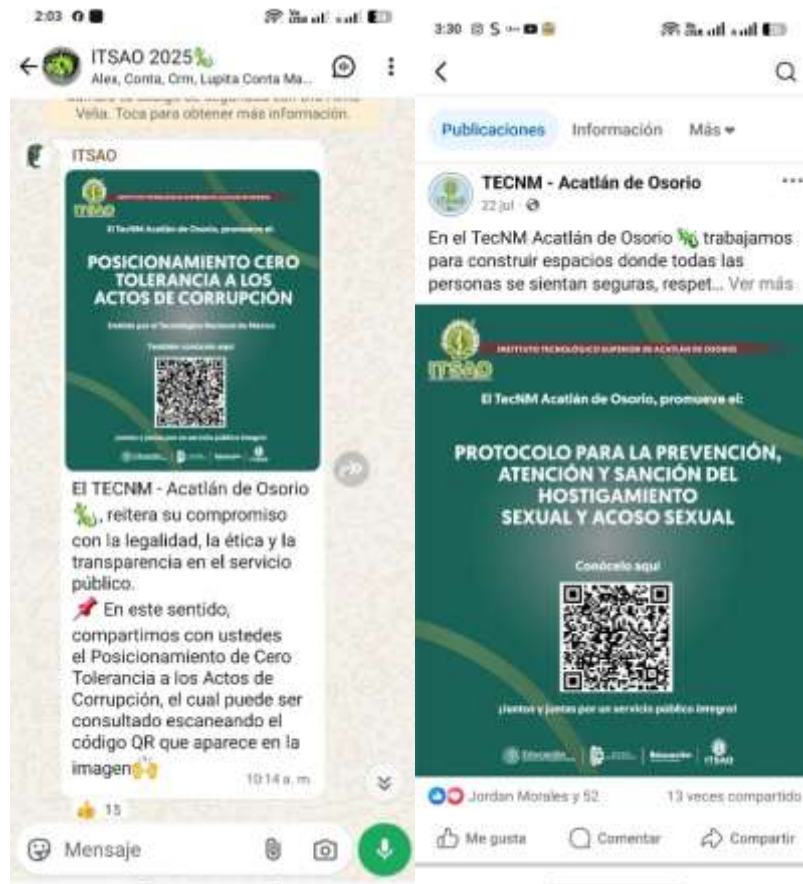 2:03
ITSAO 2025🦎
Alex, Conta, Crm, Lupita Conta Ma...
Velia. Toca para obtener más información.
ITSAO
ITSAO
El TecNM Acatlán de Osorio, promueve el:
POSICIONAMIENTO CERO
TOLERANCIA A LOS
ACTOS DE CORRUPCIÓN
Emitido por el Tecnológico Nacional de México
¡Juntos y juntas por un servicio público íntegro!
El TECNM - Acatlán de Osorio
🦎, reitera su compromiso
con la legalidad, la ética y la
transparencia en el servicio
público.
📌 En este sentido,
compartimos con ustedes
el Posicionamiento de Cero
Tolerancia a los Actos de
Corrupción, el cual puede ser
consultado escaneando el
código QR que aparece en la
imagen🙌
10:14 a. m.
👍 15
Mensaje
3:30
Publicaciones Información Más
TECNM - Acatlán de Osorio
22 jul
En el TecNM Acatlán de Osorio 🦎 trabajamos
para construir espacios donde todas las
personas se sientan seguras, respet... Ver más
INSTITUTO TECNOLÓGICO SUPERIOR DE ACATLÁN DE OSORIO
ITSAO
El TecNM Acatlán de Osorio, promueve el:
PROTOCOLO PARA LA PREVENCIÓN,
ATENCIÓN Y SANCIÓN DEL
HOSTIGAMIENTO
SEXUAL Y ACOSO SEXUAL
Conócelo aquí
¡Juntos y juntas por un servicio público íntegro!
Educación
Educación
ITSAO
Jordan Morales y 52 13 veces compartido
Me gusta Comentar Compartir